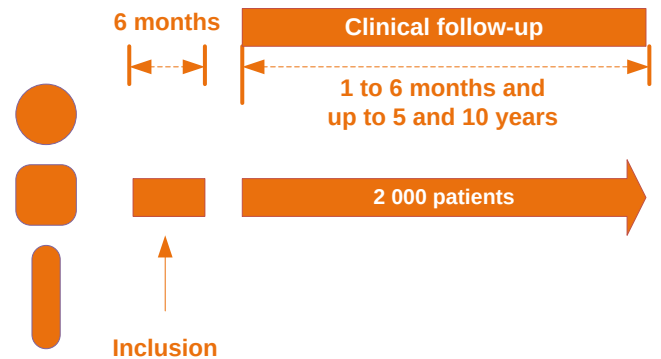 6 months
Clinical follow-up
1 to 6 months and
up to 5 and 10 years
2 000 patients
Inclusion